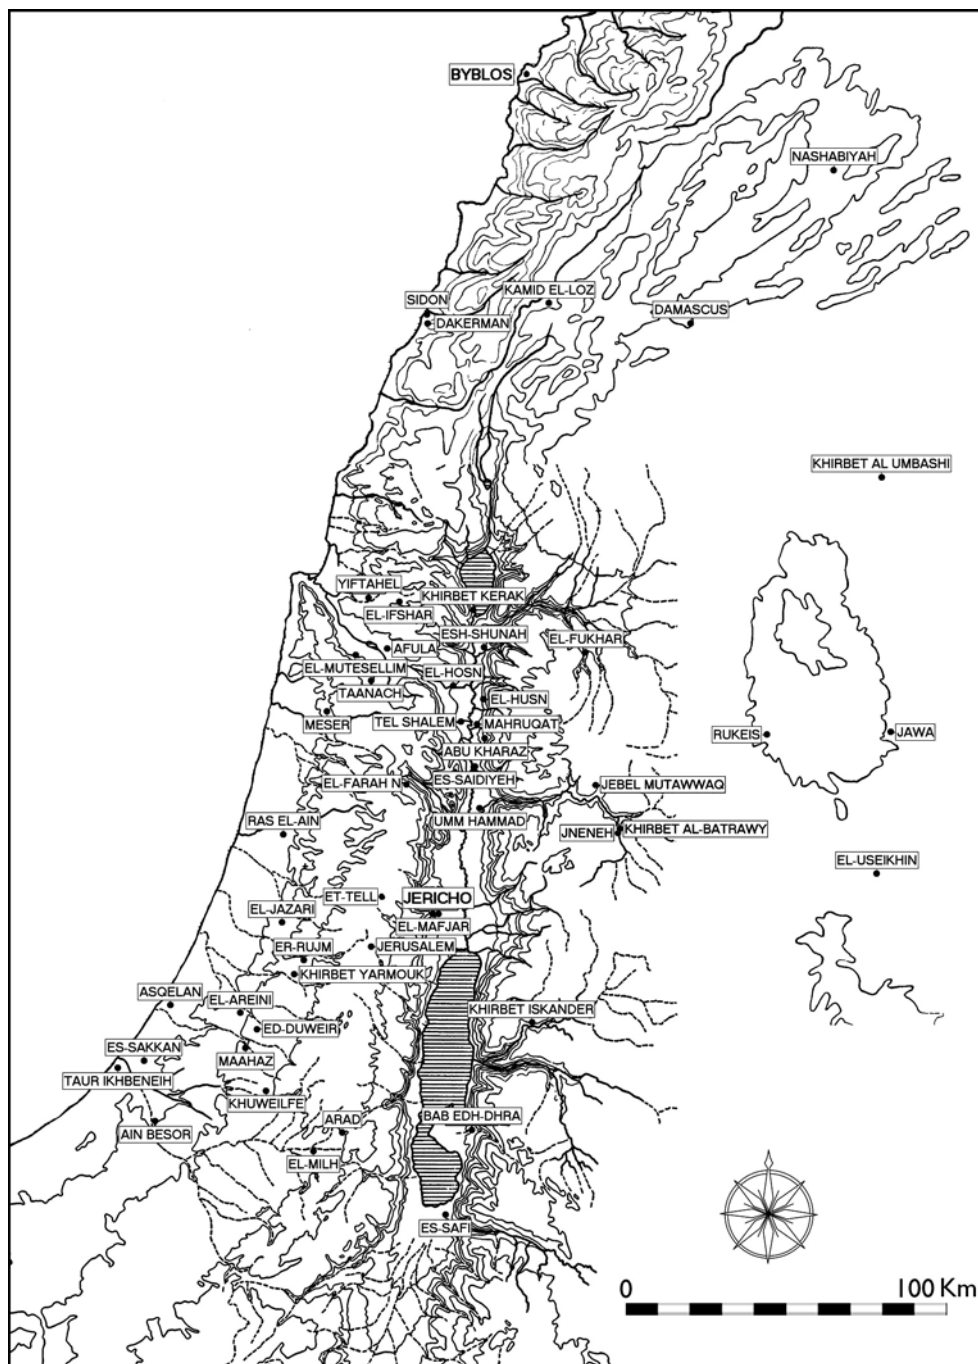 BYBLOS
NASHABIYAH
KAMID EL-LOZ
SIDON
DAMASCUS
DAKERMAN
KHIRBET AL UMBASHI
YIFTAHEL
KHIRBET KERAK
EL-IFSHAR
ESH-SHUNAH
EL-FUKHAR
AFULA
EL-MUTESELLIM
EL-HOSN
TAANACH
EL-HUSN
MESER
TEL SHALEM
MAHRUQAT
RUKEIS
JAWA
ABU KHARAZ
ES-SAIDIYEH
EL-FARAH N
JEBEL MUTAWWAQ
RAS EL-AIN
UMM HAMMAD
KHIRBET AL-BATRAWY
JNENEH
EL-USEIKHIN
ET-TELL
JERICHO
EL-JAZARI
EL-MAFJAR
ER-RUJM
JERUSALEM
KHIRBET YARMOUK
ASQELAN
EL-AREINI
KHIRBET ISKANDER
ED-DUWEIR
ES-SAKKAN
MAAHAZ
TAUR IKHBENEIH
KHUWEILFE
BAB EDH-DHRA
ARAD
AIN BESOR
EL-MILH
ES-SAFI
0 100 Km